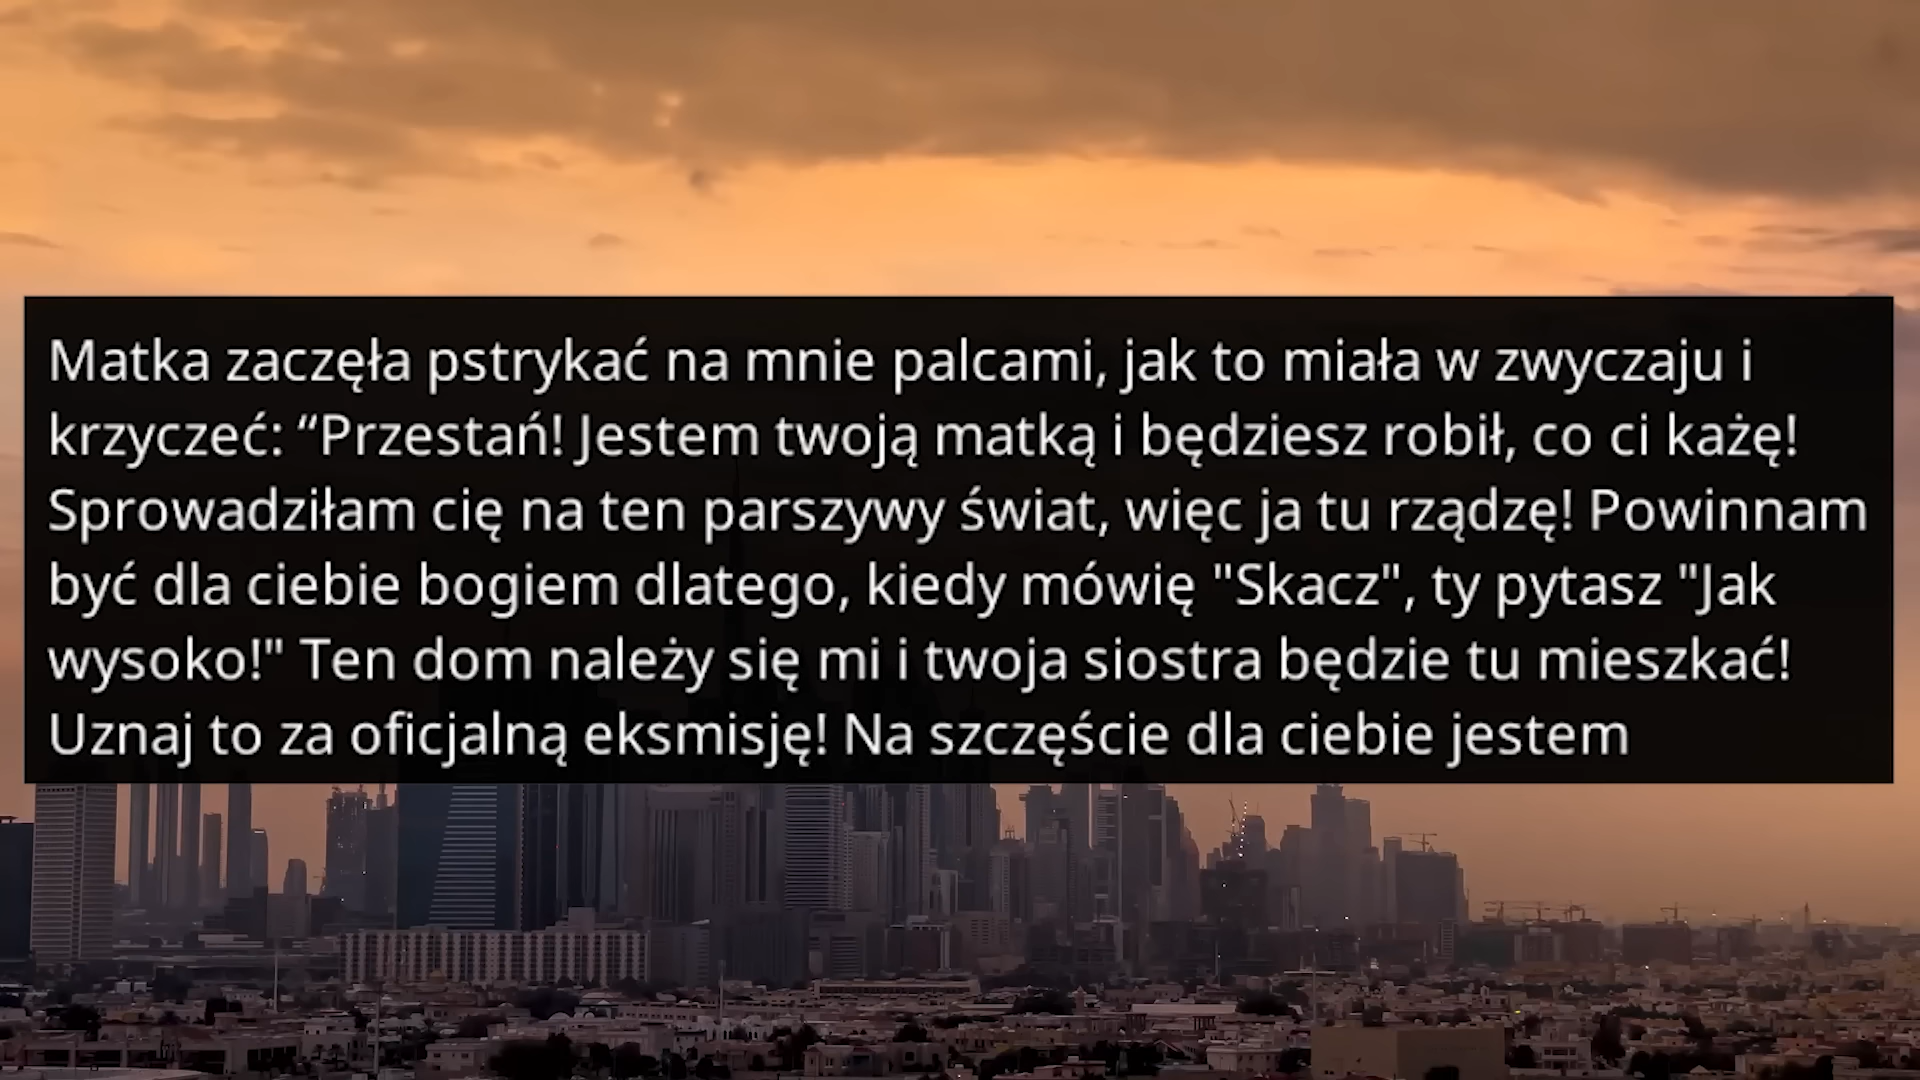 Matka zaczęła pstrykać na mnie palcami, jak to miała w zwyczaju i
krzyczeć: “Przestań! Jestem twoją matką i będziesz robił, co ci każę!
Sprowadziłam cię na ten parszywy świat, więc ja tu rządzę! Powinnam
być dla ciebie bogiem dlatego, kiedy mówię "Skacz", ty pytasz "Jak
wysoko!" Ten dom należy się mi i twoja siostra będzie tu mieszkać!
Uznaj to za oficjalną eksmisję! Na szczęście dla ciebie jestem